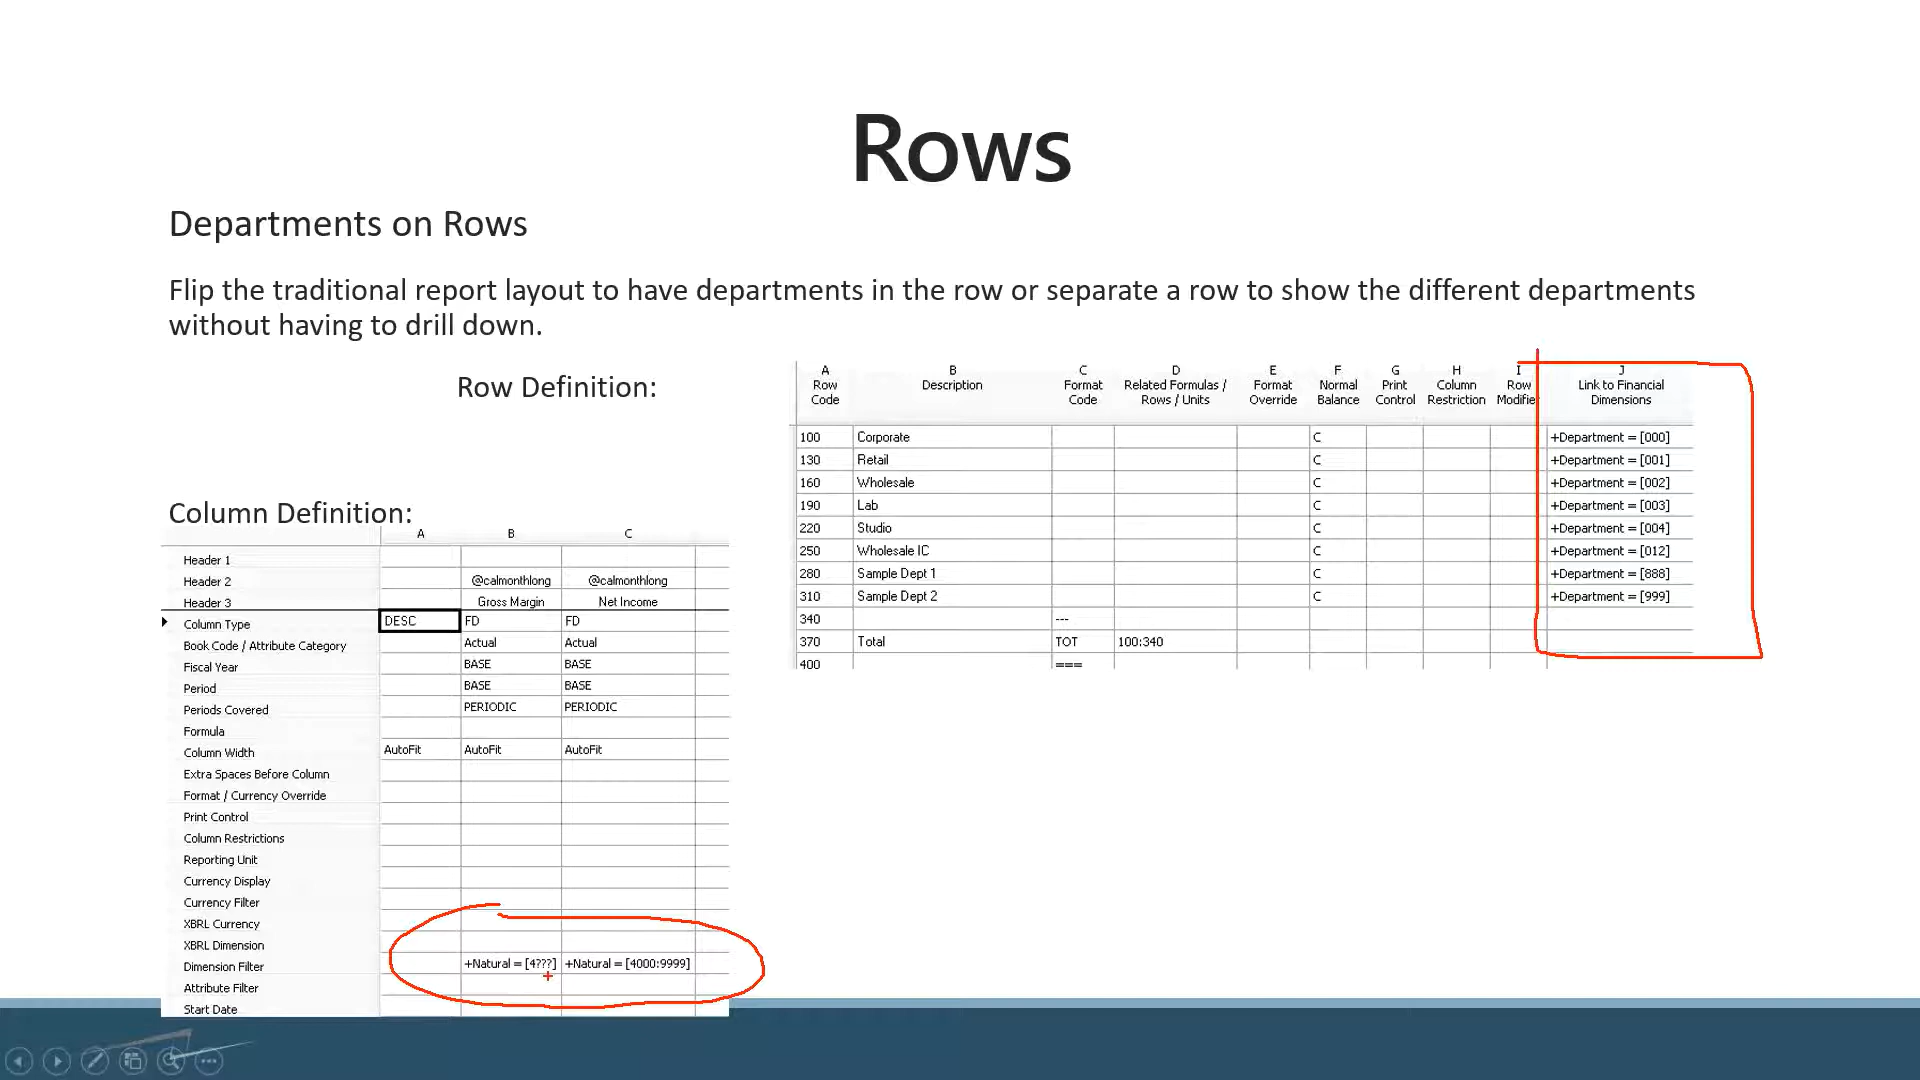 Rows
Departments on Rows
Flip the traditional report layout to have departments in the row or separate a row to show the different departments
without having to drill down.
Row Definition:
A B C D E F G H I J
Row Description Format Related Formulas / Format Normal Print Column Row Link to Financial
Code Code Rows / Units Override Balance Control Restriction Modifier Dimensions
100 Corporate C +Department = [000]
130 Retail C +Department = [001]
160 Wholesale C +Department = [002]
190 Lab C +Department = [003]
220 Studio C +Department = [004]
250 Wholesale IC C +Department = [012]
280 Sample Dept 1 C +Department = [888]
310 Sample Dept 2 C +Department = [999]
340 ---
370 Total TOT 100:340
400 ===
Column Definition:
A B C
Header 1
Header 2 @calmonthlong @calmonthlong
Header 3 Gross Margin Net Income
Column Type DESC FD FD
Book Code / Attribute Category Actual Actual
Fiscal Year BASE BASE
Period BASE BASE
Periods Covered PERIODIC PERIODIC
Formula
Column Width AutoFit AutoFit AutoFit
Extra Spaces Before Column
Format / Currency Override
Print Control
Column Restrictions
Reporting Unit
Currency Display
Currency Filter
XBRL Currency
XBRL Dimension
Dimension Filter +Natural = [4???] +Natural = [4000:9999]
Attribute Filter
Start Date